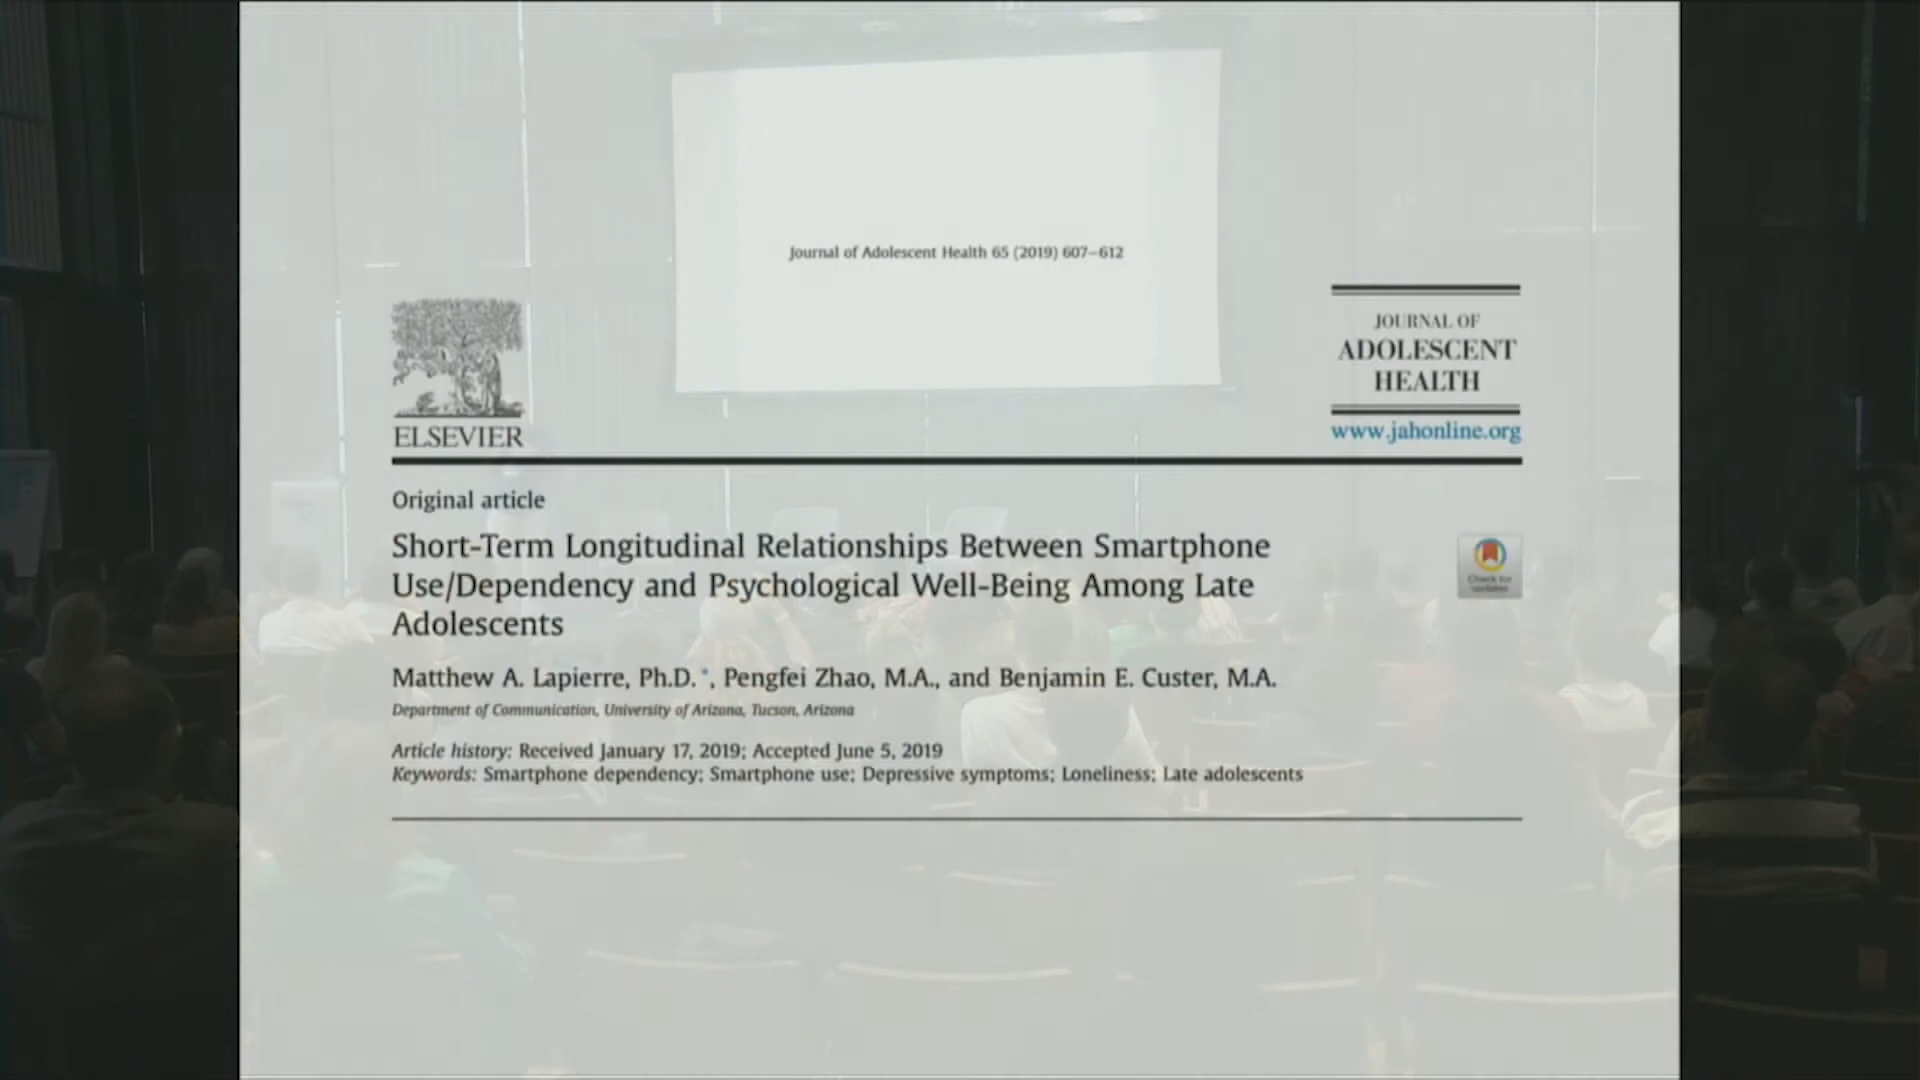 Journal of Adolescent Health 65 (2019) 607–612
ELSEVIER
JOURNAL OF
ADOLESCENT
HEALTH
www.jahonline.org
Original article
Short-Term Longitudinal Relationships Between Smartphone
Use/Dependency and Psychological Well-Being Among Late
Adolescents
Check for
updates
Matthew A. Lapierre, Ph.D. *, Pengfei Zhao, M.A., and Benjamin E. Custer, M.A.
Department of Communication, University of Arizona, Tucson, Arizona
Article history: Received January 17, 2019; Accepted June 5, 2019
Keywords: Smartphone dependency; Smartphone use; Depressive symptoms; Loneliness; Late adolescents